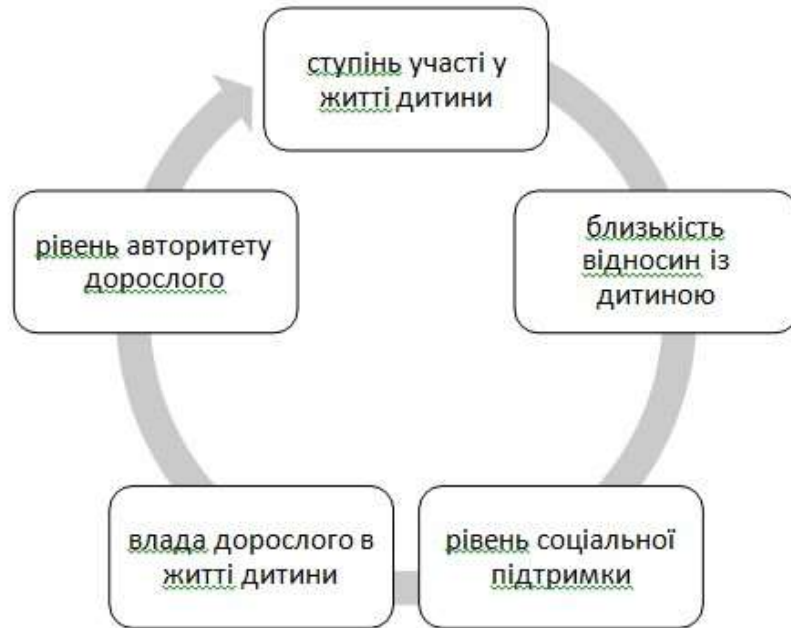 ступінь участі у
житті дитини
близькість
відносин із
дитиною
рівень соціальної
підтримки
влада дорослого в
житті дитини
рівень авторитету
дорослого